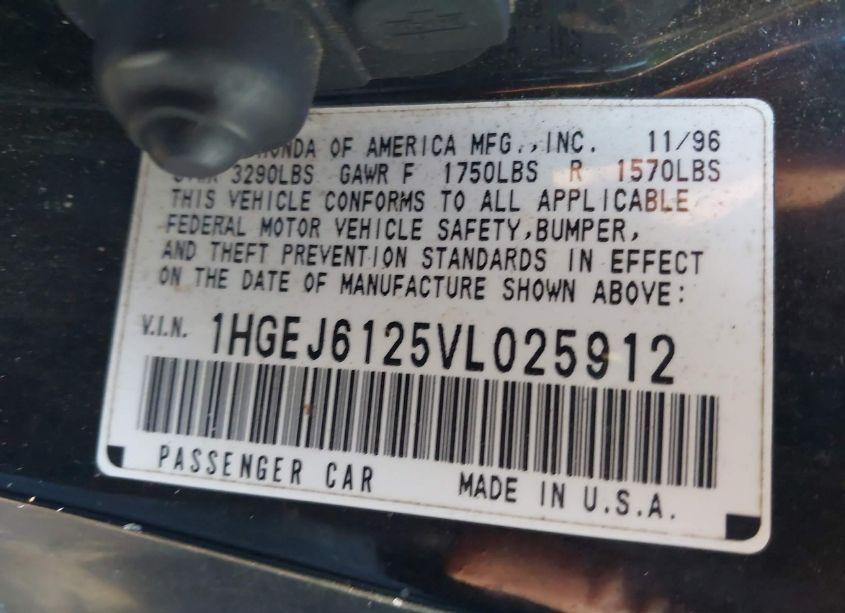 HONDA OF AMERICA MFG.,INC. 11/96
3290LBS GAWR F 1750LBS R 1570LBS
THIS VEHICLE CONFORMS TO ALL APPLICABLE
FEDERAL MOTOR VEHICLE SAFETY,BUMPER,
AND THEFT PREVENTION STANDARDS IN EFFECT
ON THE DATE OF MANUFACTURE SHOWN ABOVE:
V.I.N. 1HGEJ6125VL025912
PASSENGER CAR MADE IN U.S.A.